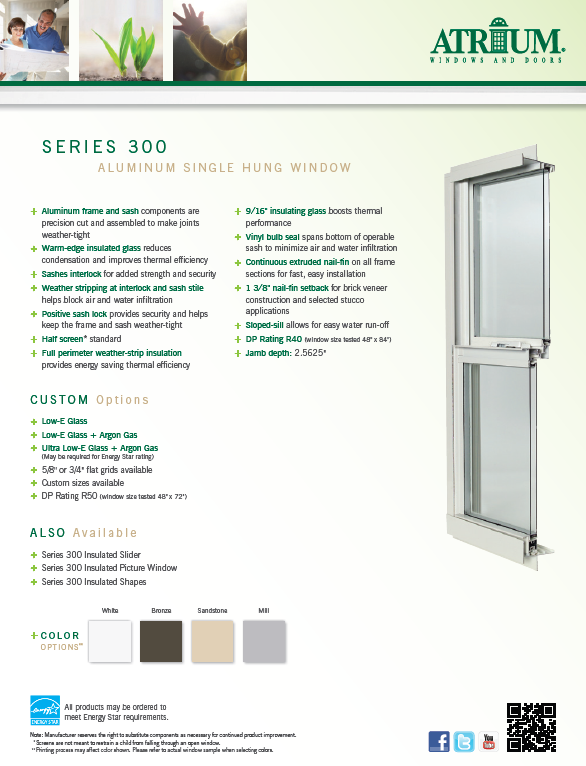 ATRIUM®
WINDOWS AND DOORS
SERIES 300
ALUMINUM SINGLE HUNG WINDOW
+ Aluminum frame and sash components are
precision cut and assembled to make joints
weather-tight
+ Warm-edge insulated glass reduces
condensation and improves thermal efficiency
+ Sashes interlock for added strength and security
+ Weather stripping at interlock and sash stile
helps block air and water infiltration
+ Positive sash lock provides security and helps
keep the frame and sash weather-tight
+ Half screen* standard
+ Full perimeter weather-strip insulation
provides energy saving thermal efficiency
+ 9/16" insulating glass boosts thermal
performance
+ Vinyl bulb seal spans bottom of operable
sash to minimize air and water infiltration
+ Continuous extruded nail-fin on all frame
sections for fast, easy installation
+ 1 3/8" nail-fin setback for brick veneer
construction and selected stucco
applications
+ Sloped-sill allows for easy water run-off
+ DP Rating R40 (window size tested 48" x 84")
+ Jamb depth: 2.5625"
CUSTOM Options
+ Low-E Glass
+ Low-E Glass + Argon Gas
+ Ultra Low-E Glass + Argon Gas
(May be required for Energy Star rating)
+ 5/8" or 3/4" flat grids available
+ Custom sizes available
+ DP Rating R50 (window size tested 48" x 72")
ALSO Available
+ Series 300 Insulated Slider
+ Series 300 Insulated Picture Window
+ Series 300 Insulated Shapes
White Bronze Sandstone Mill
+ COLOR
OPTIONS**
ENERGY STAR
All products may be ordered to
meet Energy Star requirements.
Note: Manufacturer reserves the right to substitute components as necessary for continued product improvement.
*Screens are not meant to restrain a child from falling through an open window.
**Printing process may affect color shown. Please refer to actual window sample when selecting colors.
f
t
You
Tube